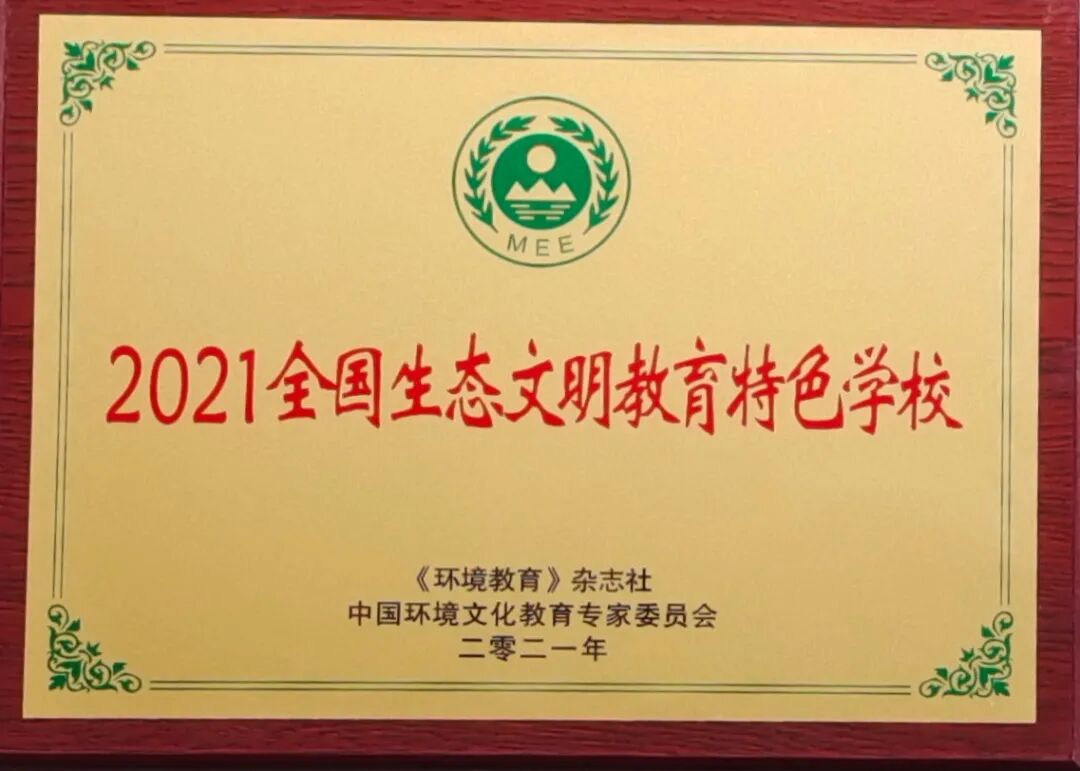 MEE
2021全国生态文明教育特色学校
《环境教育》杂志社
中国环境文化教育专家委员会
二零二一年